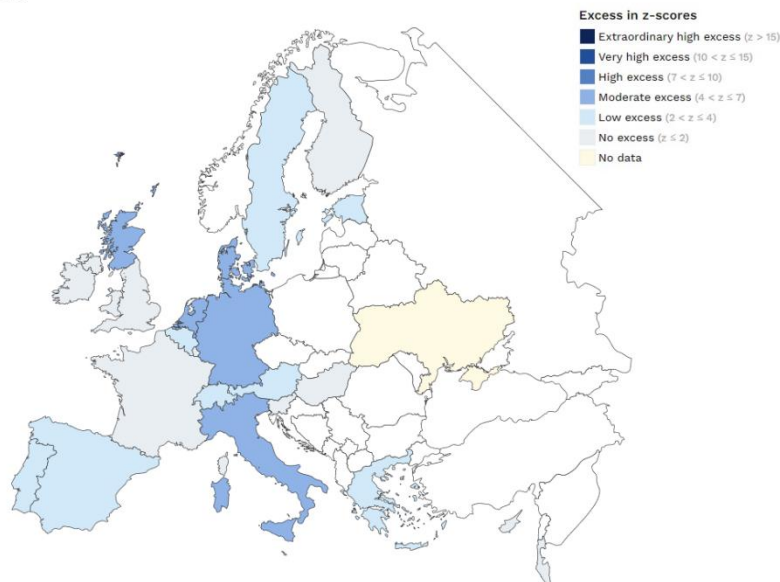 Excess in z-scores
Extraordinary high excess (z > 15)
Very high excess (10 < z ≤ 15)
High excess (7 < z ≤ 10)
Moderate excess (4 < z ≤ 7)
Low excess (2 < z ≤ 4)
No excess (z ≤ 2)
No data